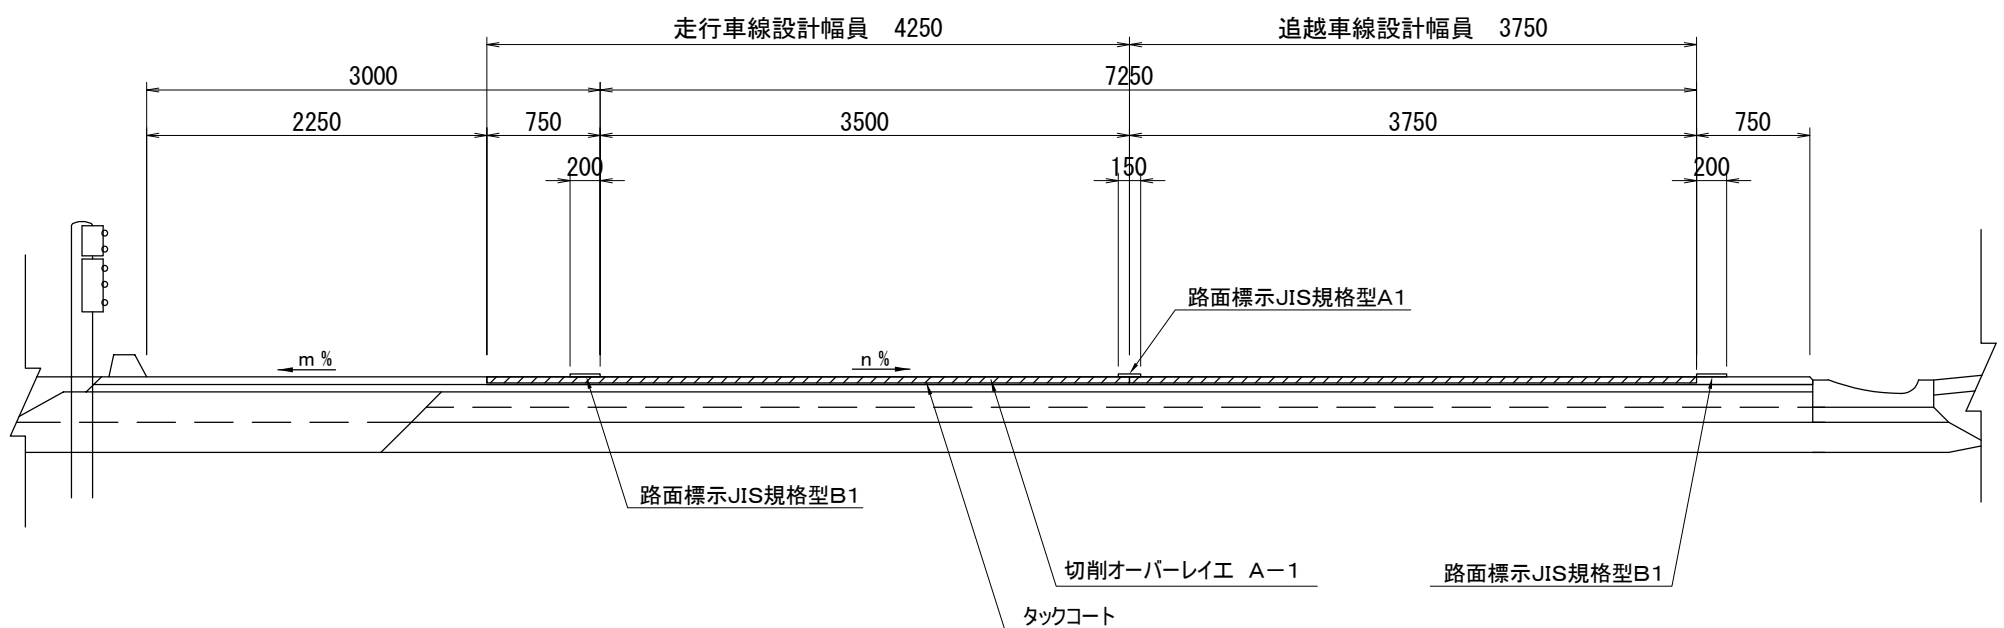 走行車線設計幅員 4250
追越車線設計幅員 3750
3000
7250
2250
750
3500
3750
750
200
150
200
路面標示JIS規格型A1
m %
n %
路面標示JIS規格型B1
切削オーバーレイ工 A－1
路面標示JIS規格型B1
タックコート